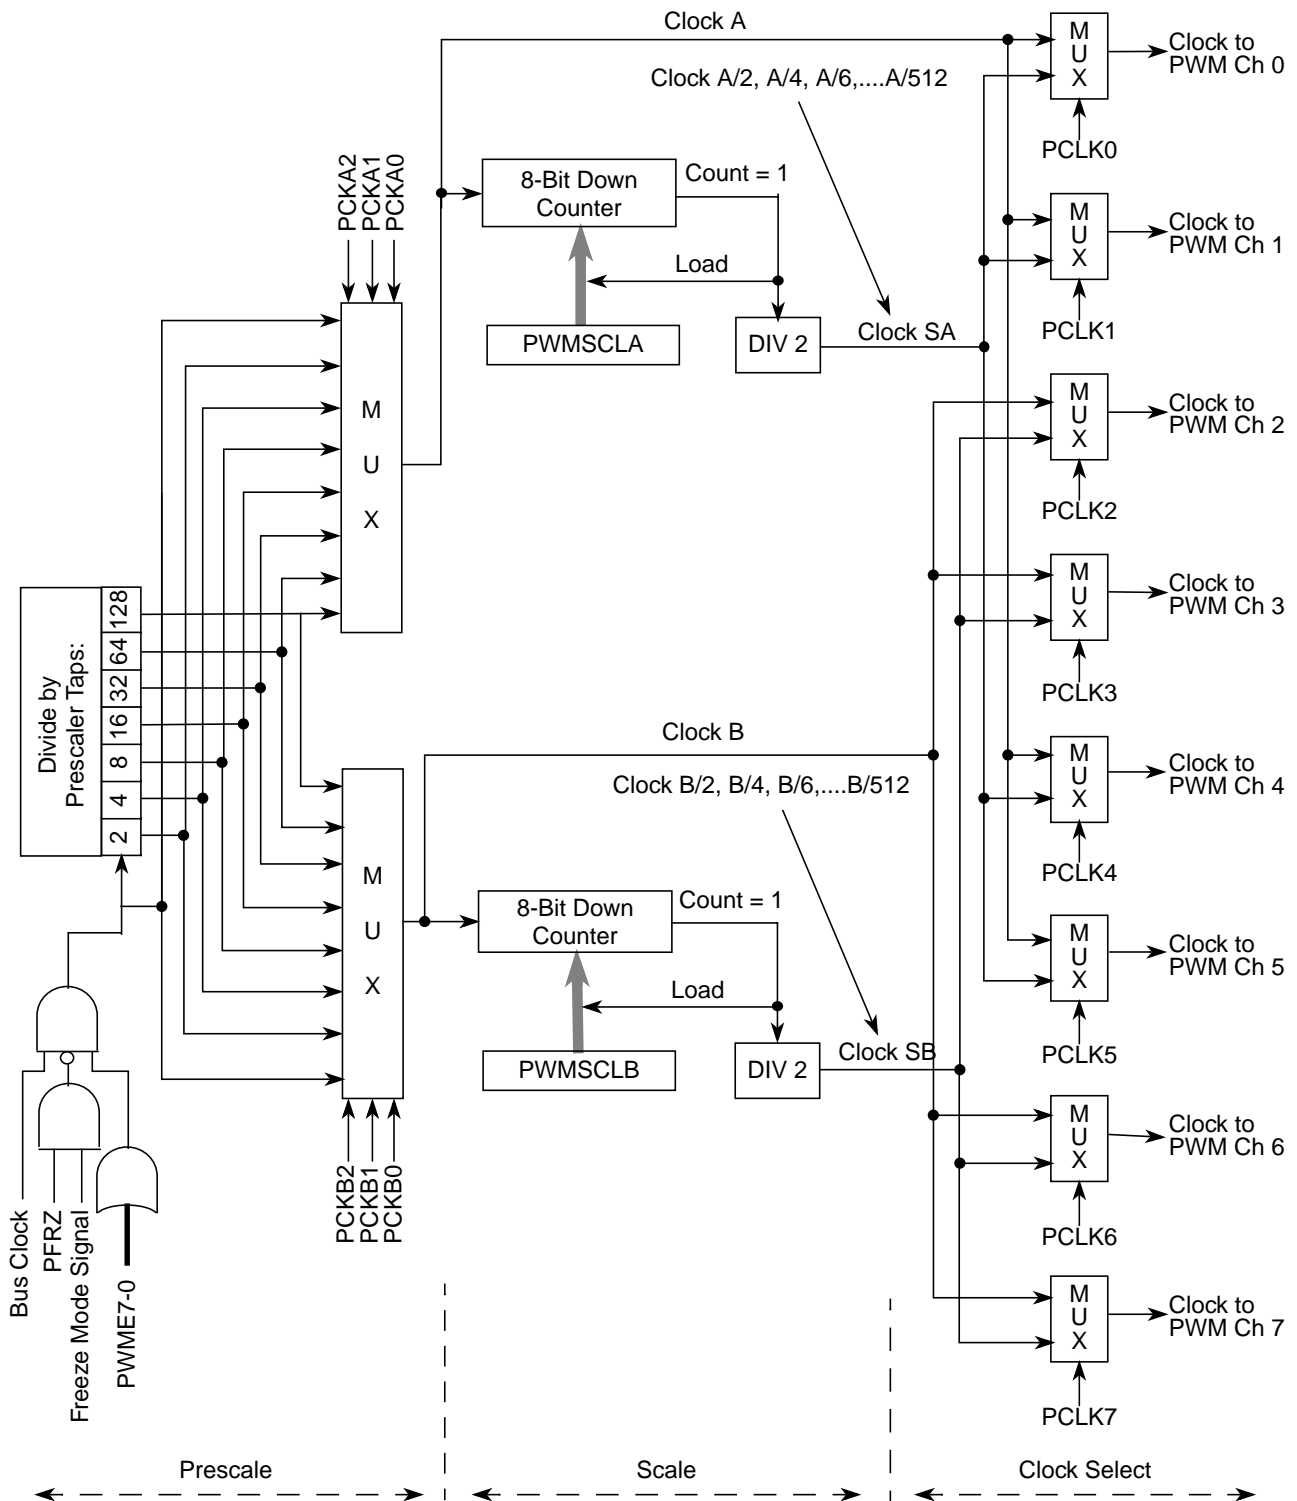 Clock A
Clock A/2, A/4, A/6,....A/512
M
U
X
Clock to
PWM Ch 0
PCLK0
PCKA2
PCKA1
PCKA0
8-Bit Down
Counter
Count = 1
Load
PWMSCLA
DIV 2
Clock SA
M
U
X
Clock to
PWM Ch 1
PCLK1
M
U
X
M
U
X
Clock to
PWM Ch 2
PCLK2
M
U
X
Clock to
PWM Ch 3
PCLK3
Divide by
Prescaler Taps:
128
64
32
16
8
4
2
Clock B
Clock B/2, B/4, B/6,....B/512
M
U
X
Clock to
PWM Ch 4
PCLK4
M
U
X
8-Bit Down
Counter
Count = 1
Load
PWMSCLB
DIV 2
Clock SB
M
U
X
Clock to
PWM Ch 5
PCLK5
PCKB2
PCKB1
PCKB0
M
U
X
Clock to
PWM Ch 6
PCLK6
Bus Clock
PFRZ
Freeze Mode Signal
PWME7-0
M
U
X
Clock to
PWM Ch 7
PCLK7
Prescale
Scale
Clock Select